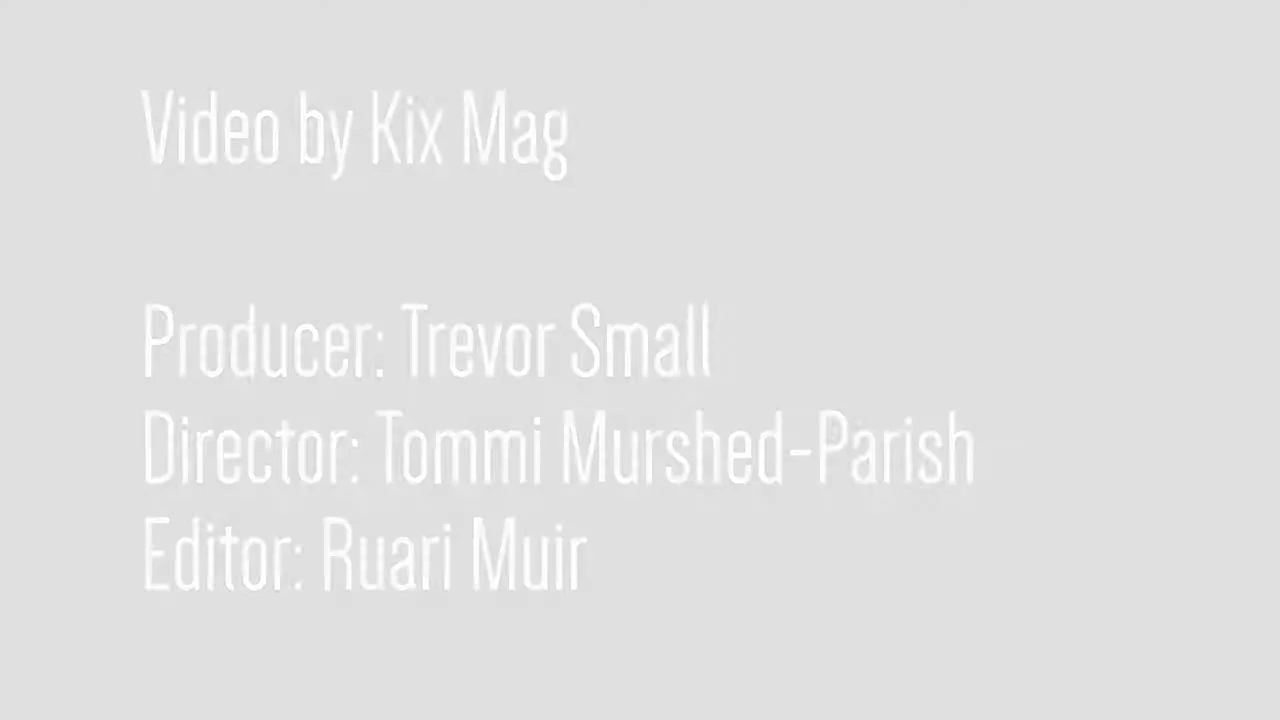 Video by Kix Mag
Producer: Trevor Small
Director: Tommi Murshed-Parish
Editor: Ruari Muir